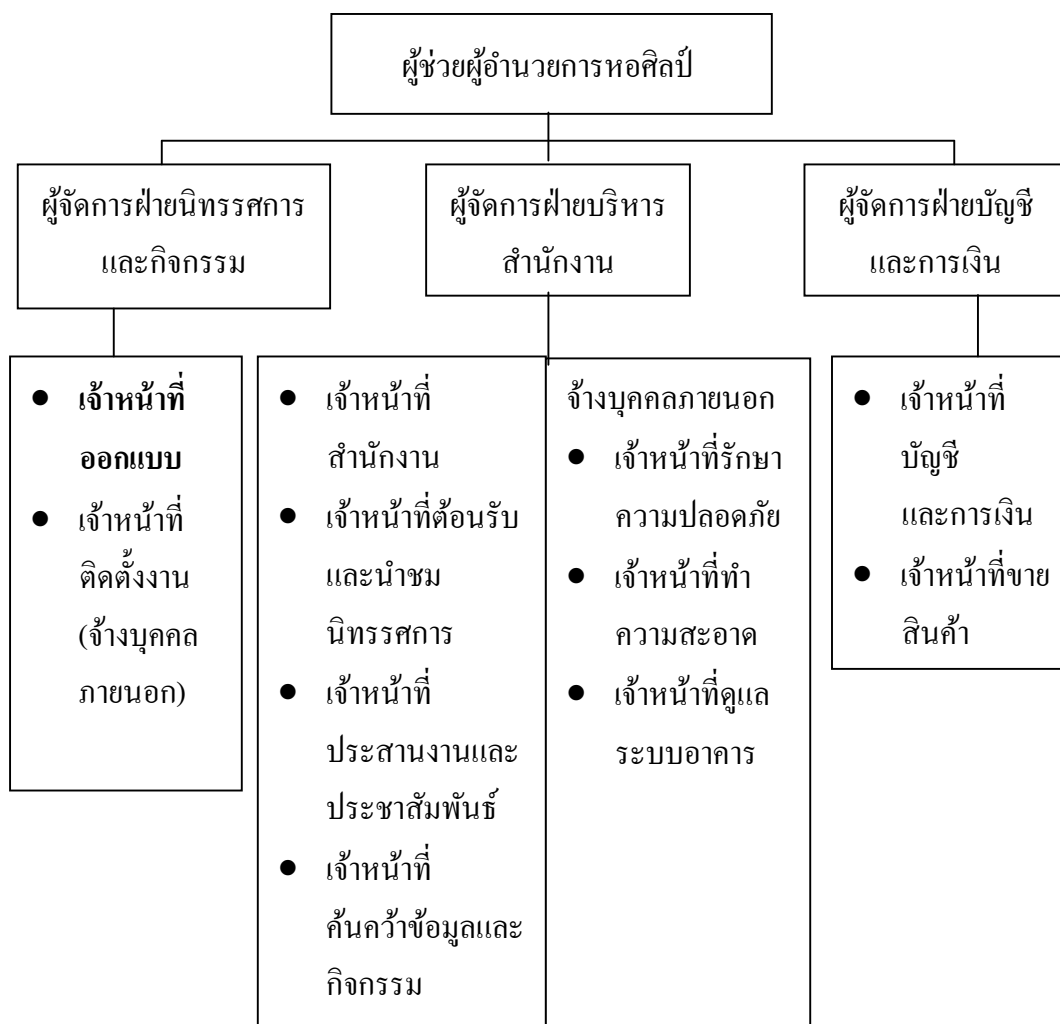 ผู้ช่วยผู้อำนวยการหอศิลป์
ผู้จัดการฝ่ายนิทรรศการ
และกิจกรรม
ผู้จัดการฝ่ายบริหาร
สำนักงาน
ผู้จัดการฝ่ายบัญชี
และการเงิน
● เจ้าหน้าที่
ออกแบบ
● เจ้าหน้าที่
ติดตั้งงาน
(จ้างบุคคล
ภายนอก)
● เจ้าหน้าที่
สำนักงาน
● เจ้าหน้าที่ต้อนรับ
และนำชม
นิทรรศการ
● เจ้าหน้าที่
ประสานงานและ
ประชาสัมพันธ์
● เจ้าหน้าที่
ค้นคว้าข้อมูลและ
กิจกรรม
จ้างบุคคลภายนอก
● เจ้าหน้าที่รักษา
ความปลอดภัย
● เจ้าหน้าที่ทำ
ความสะอาด
● เจ้าหน้าที่ดูแล
ระบบอาคาร
● เจ้าหน้าที่
บัญชี
และการเงิน
● เจ้าหน้าที่ขาย
สินค้า